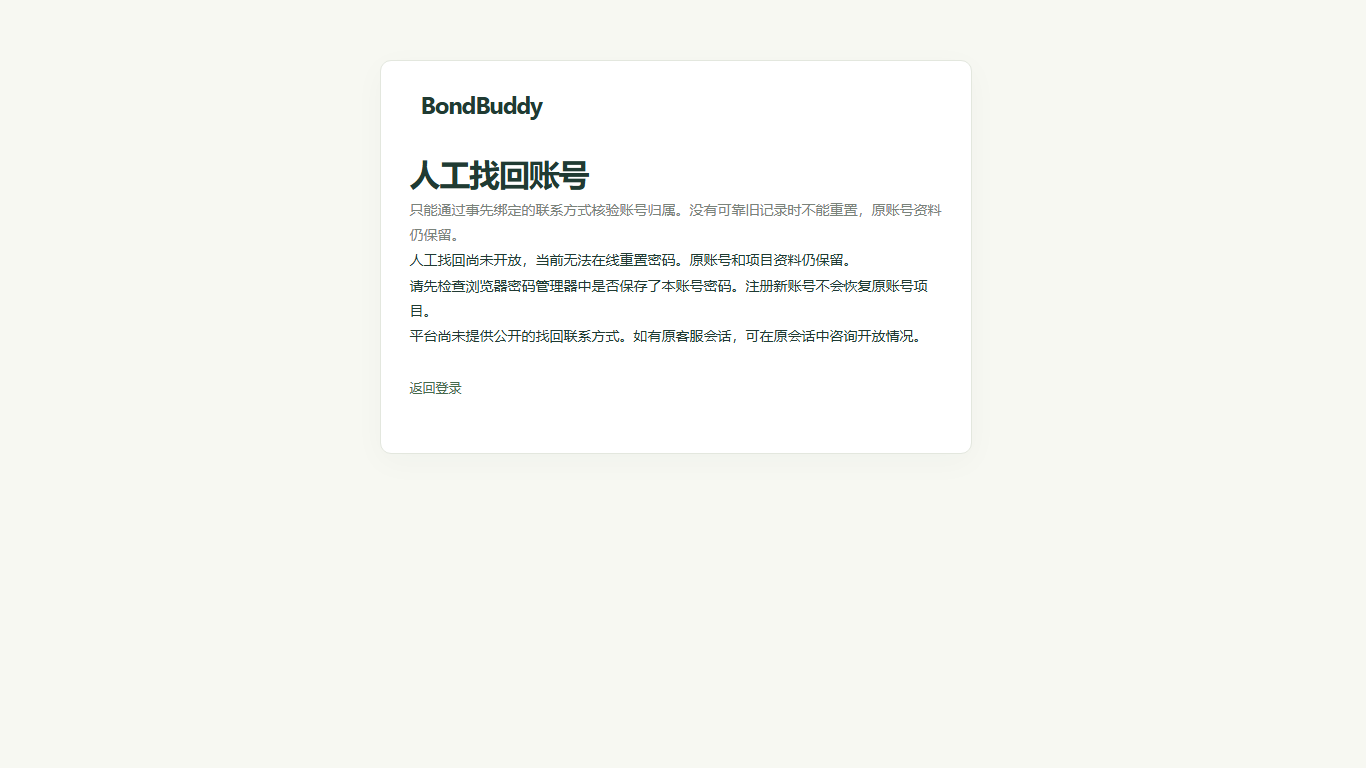 BondBuddy
人工找回账号
只能通过事先绑定的联系方式核验账号归属。没有可靠旧记录时不能重置，原账号资料
仍保留。
人工找回尚未开放，当前无法在线重置密码。原账号和项目资料仍保留。
请先检查浏览器密码管理器中是否保存了本账号密码。注册新账号不会恢复原账号项
目。
平台尚未提供公开的找回联系方式。如有原客服会话，可在原会话中咨询开放情况。
返回登录